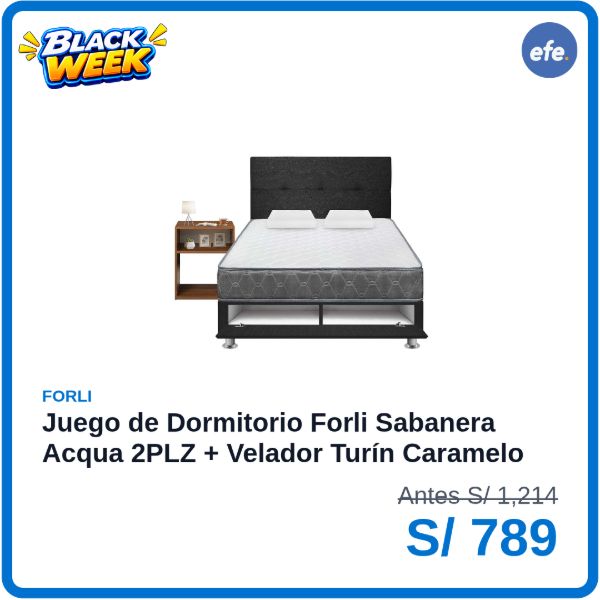 BLACK
WEEK
efe.
FORLI
Juego de Dormitorio Forli Sabanera
Acqua 2PLZ + Velador Turín Caramelo
Antes S/ 1,214
S/ 789